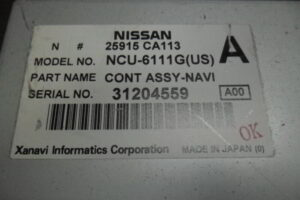 NISSAN
N # 25915 CA113
MODEL NO. NCU-6111G(US) A
PART NAME CONT ASSY-NAVI
SERIAL NO. 31204559 A00
OK
Xanavi Informatics Corporation MADE IN JAPAN (0)